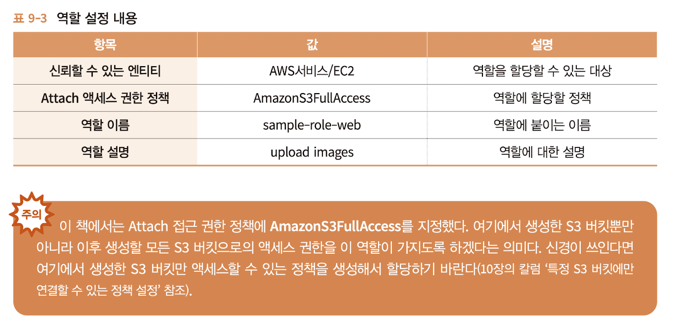 표 9-3 역할 설정 내용
항목 값 설명
신뢰할 수 있는 엔티티 AWS서비스/EC2 역할을 할당할 수 있는 대상
Attach 액세스 권한 정책 AmazonS3FullAccess 역할에 할당할 정책
역할 이름 sample-role-web 역할에 붙이는 이름
역할 설명 upload images 역할에 대한 설명
주의
이 책에서는 Attach 접근 권한 정책에 AmazonS3FullAccess를 지정했다. 여기에서 생성한 S3 버킷뿐만
아니라 이후 생성할 모든 S3 버킷으로의 액세스 권한을 이 역할이 가지도록 하겠다는 의미다. 신경이 쓰인다면
여기에서 생성한 S3 버킷만 액세스할 수 있는 정책을 생성해서 할당하기 바란다(10장의 칼럼 '특정 S3 버킷에만
연결할 수 있는 정책 설정' 참조).